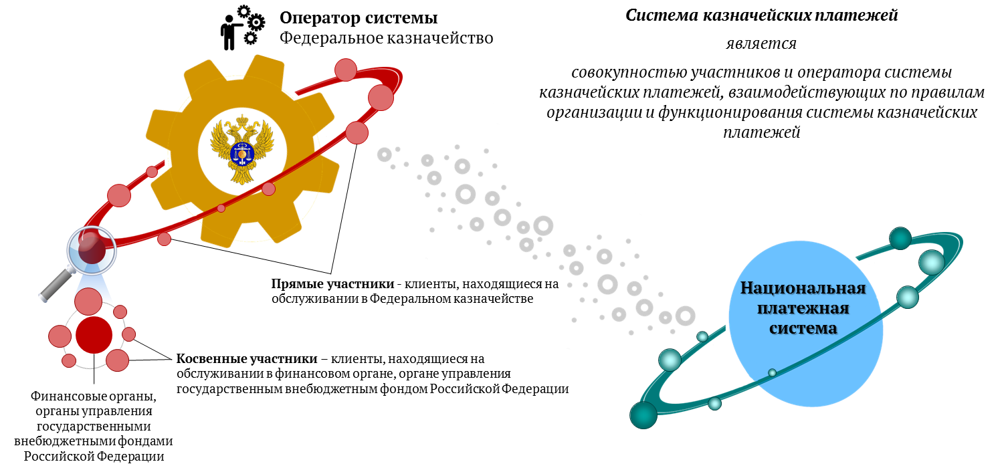 Оператор системы
Федеральное казначейство
Система казначейских платежей
является
совокупностью участников и оператора системы
казначейских платежей, взаимодействующих по правилам
организации и функционирования системы казначейских
платежей
Прямые участники - клиенты, находящиеся на
обслуживании в Федеральном казначействе
Национальная
платежная
система
Косвенные участники – клиенты, находящиеся на
обслуживании в финансовом органе, органе управления
государственным внебюджетным фондом Российской Федерации
Финансовые органы,
органы управления
государственными
внебюджетными фондами
Российской Федерации